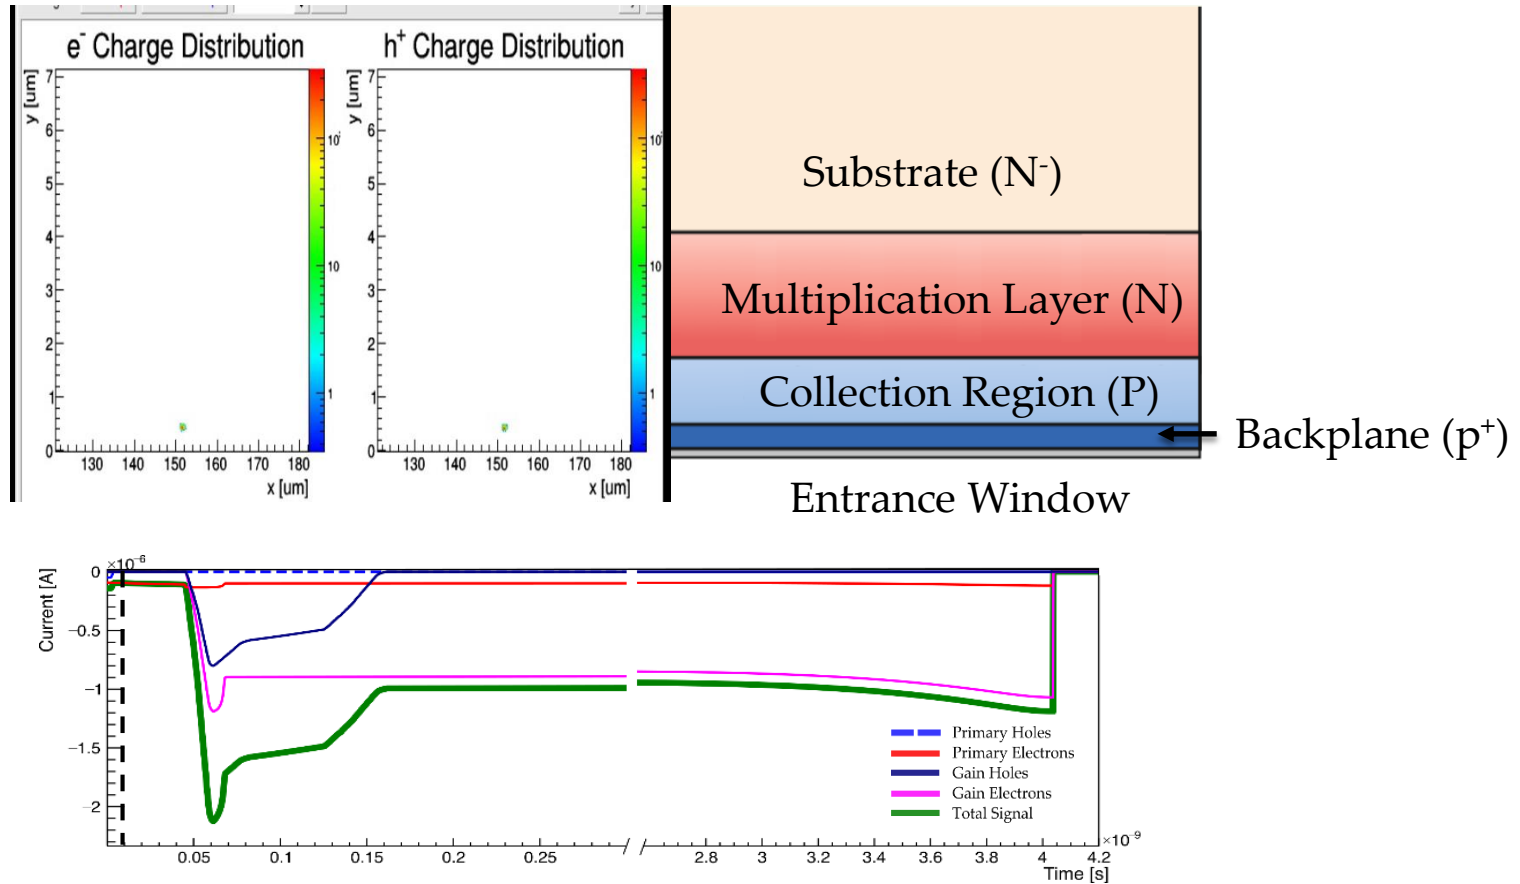 e- Charge Distribution
h+ Charge Distribution
y [um]
7
6
5
4
3
2
1
0
130 140 150 160 170 180
x [um]
10
1
y [um]
7
6
5
4
3
2
1
0
130 140 150 160 170 180
x [um]
10
1
Substrate (N-)
Multiplication Layer (N)
Collection Region (P)
Backplane (p+)
Entrance Window
×10−6
Current [A]
0
−0.5
−1
−1.5
−2
0.05 0.1 0.15 0.2 0.25 2.8 3 3.2 3.4 3.6 3.8 4 4.2
×10−9
Time [s]
Primary Holes
Primary Electrons
Gain Holes
Gain Electrons
Total Signal